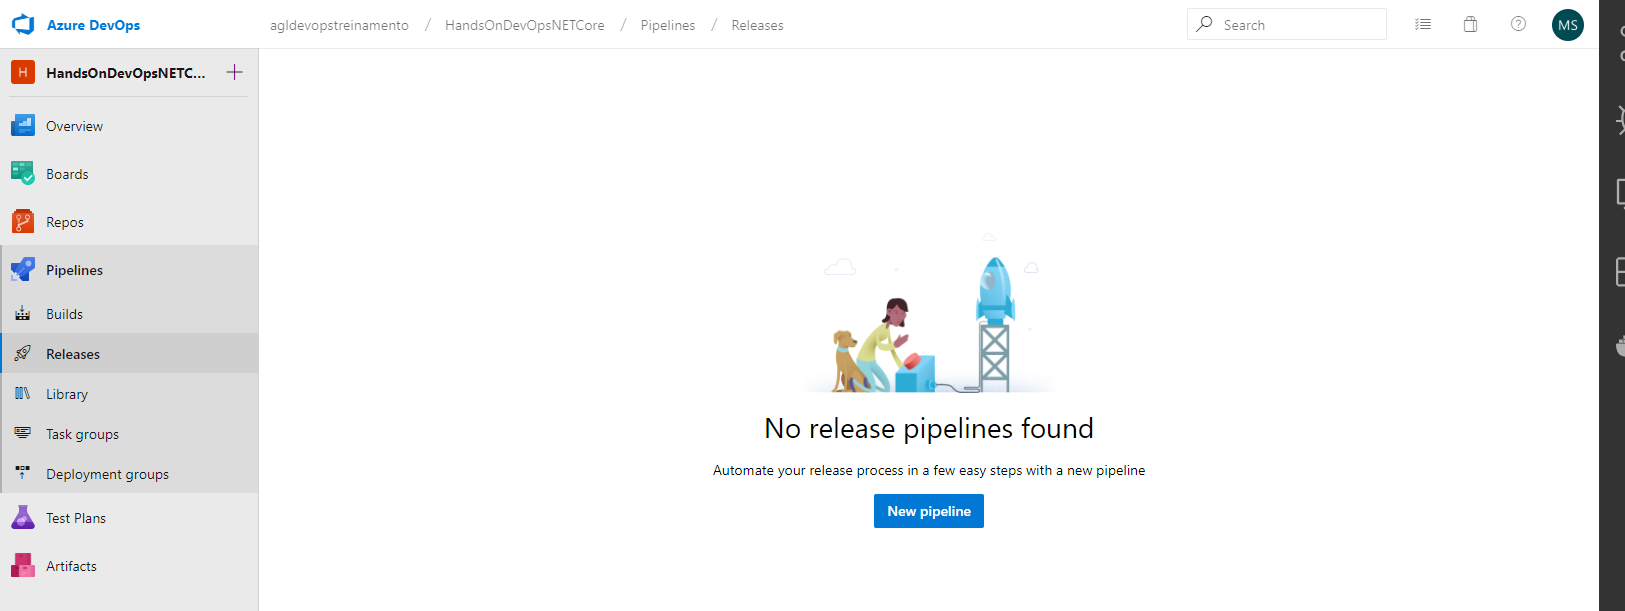 Azure DevOps
agldevopstreinamento / HandsOnDevOpsNETCore / Pipelines / Releases
Search
MS
H
HandsOnDevOpsNETC...
Overview
Boards
Repos
Pipelines
Builds
Releases
Library
Task groups
Deployment groups
Test Plans
Artifacts
No release pipelines found
Automate your release process in a few easy steps with a new pipeline
New pipeline